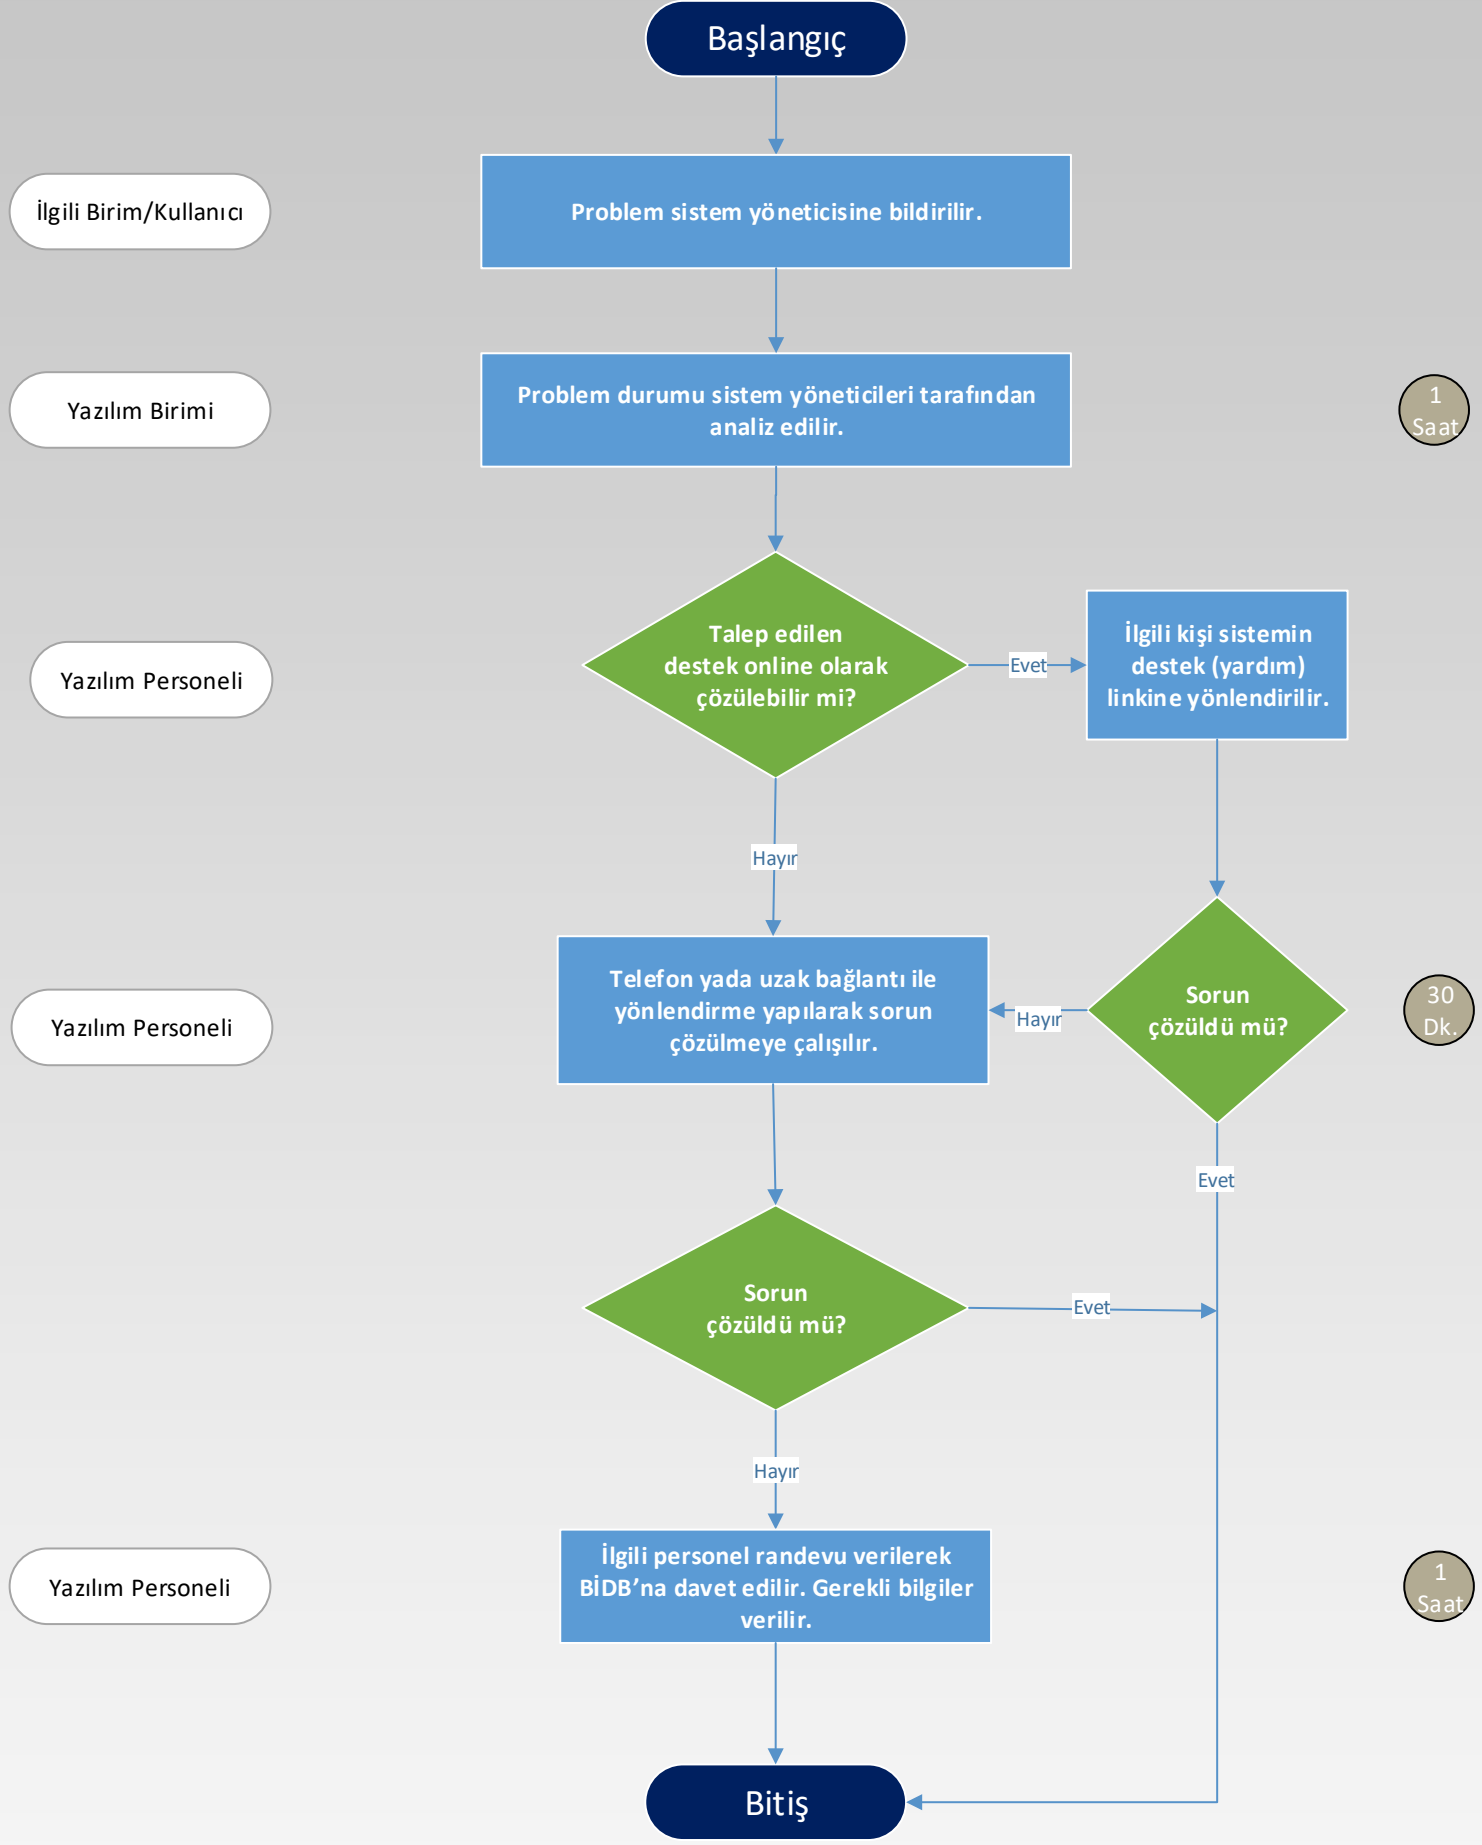 Başlangıç
İlgili Birim/Kullanıcı
Problem sistem yöneticisine bildirilir.
Yazılım Birimi
Problem durumu sistem yöneticileri tarafından
analiz edilir.
1
Saat
Yazılım Personeli
Talep edilen
destek online olarak
çözülebilir mi?
Evet
İlgili kişi sistemin
destek (yardım)
linkine yönlendirilir.
Hayır
Yazılım Personeli
Telefon yada uzak bağlantı ile
yönlendirme yapılarak sorun
çözülmeye çalışılır.
Hayır
Sorun
çözüldü mü?
30
Dk.
Evet
Sorun
çözüldü mü?
Evet
Hayır
Yazılım Personeli
İlgili personel randevu verilerek
BİDB’na davet edilir. Gerekli bilgiler
verilir.
1
Saat
Bitiş